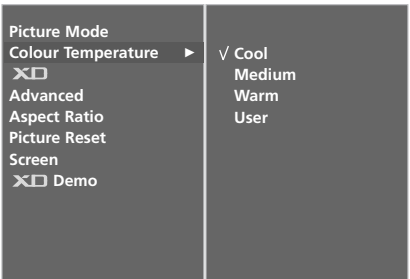 Picture Mode
Colour Temperature ►
XD
Advanced
Aspect Ratio
Picture Reset
Screen
XD Demo
√ Cool
Medium
Warm
User